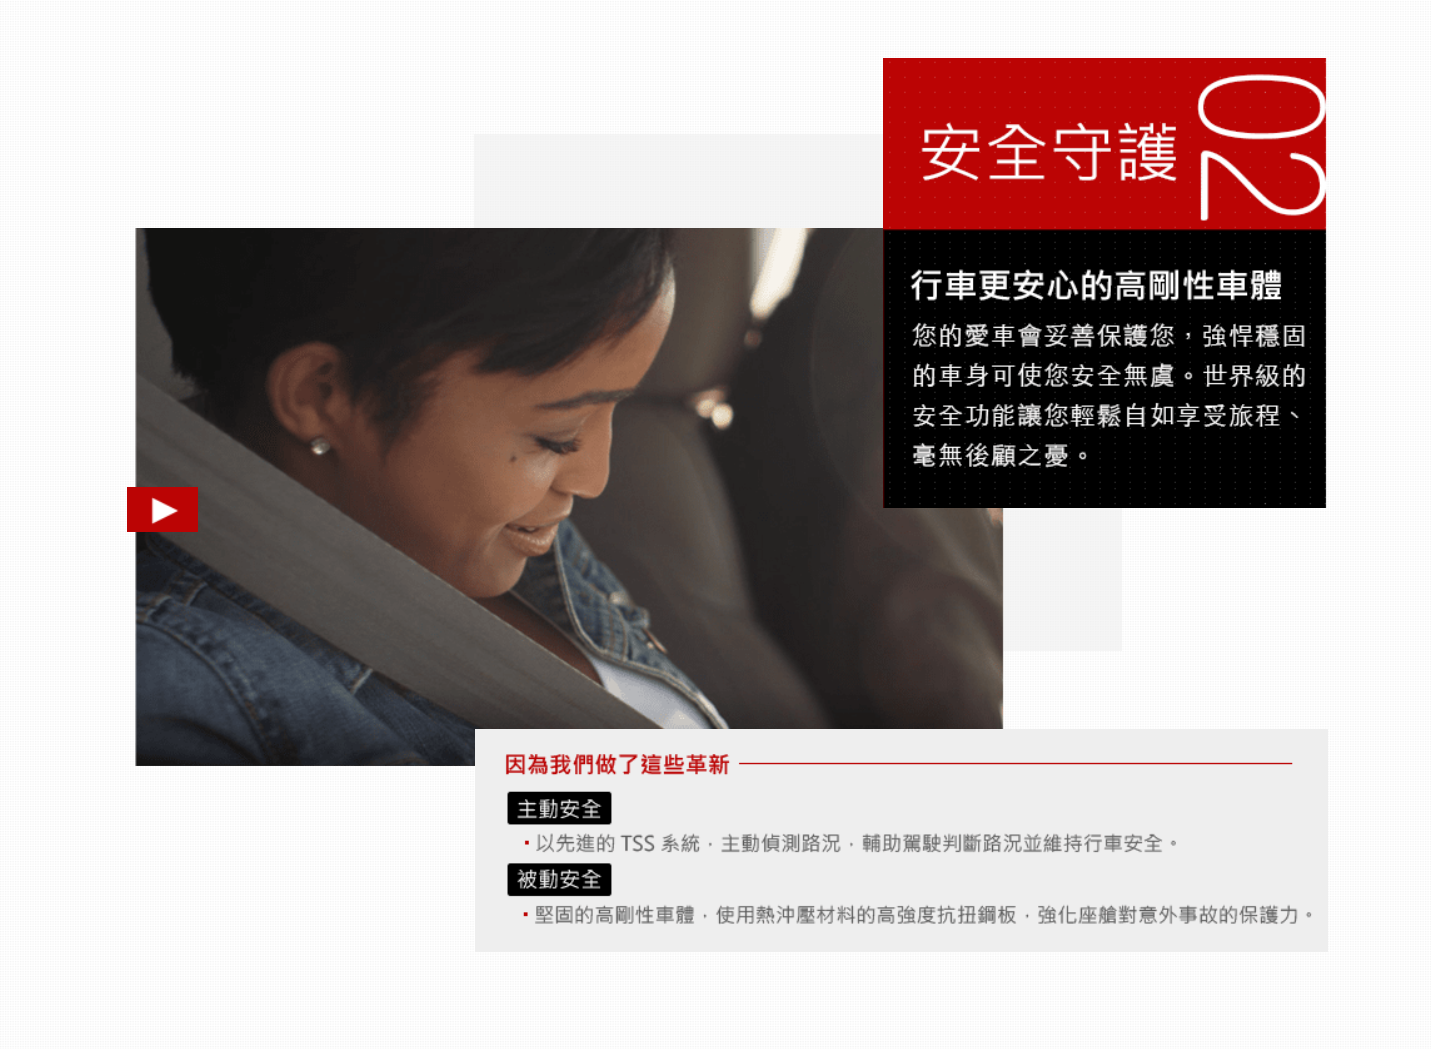 安全守護
02
行車更安心的高剛性車體
您的愛車會妥善保護您，強悍穩固
的車身可使您安全無虞。世界級的
安全功能讓您輕鬆自如享受旅程、
毫無後顧之憂。
因為我們做了這些革新
主動安全
‧以先進的 TSS 系統，主動偵測路況，輔助駕駛判斷路況並維持行車安全。
被動安全
‧堅固的高剛性車體，使用熱沖壓材料的高強度抗扭鋼板，強化座艙對意外事故的保護力。